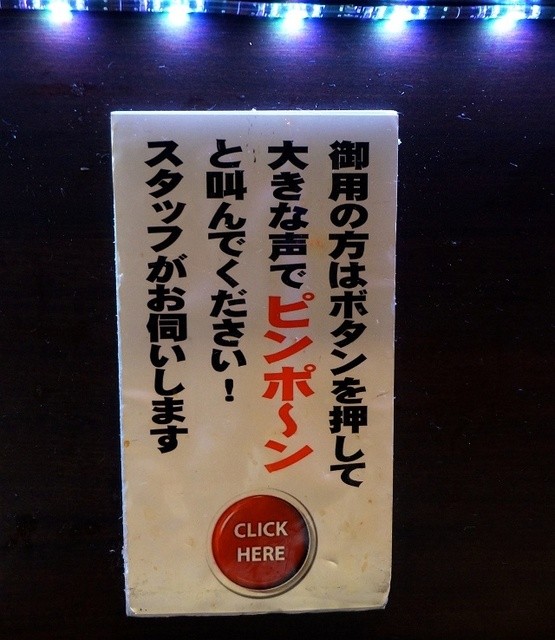 御用の方はボタンを押して
大きな声でピンポ～ン
と叫んでください！
スタッフがお伺いします
CLICK
HERE